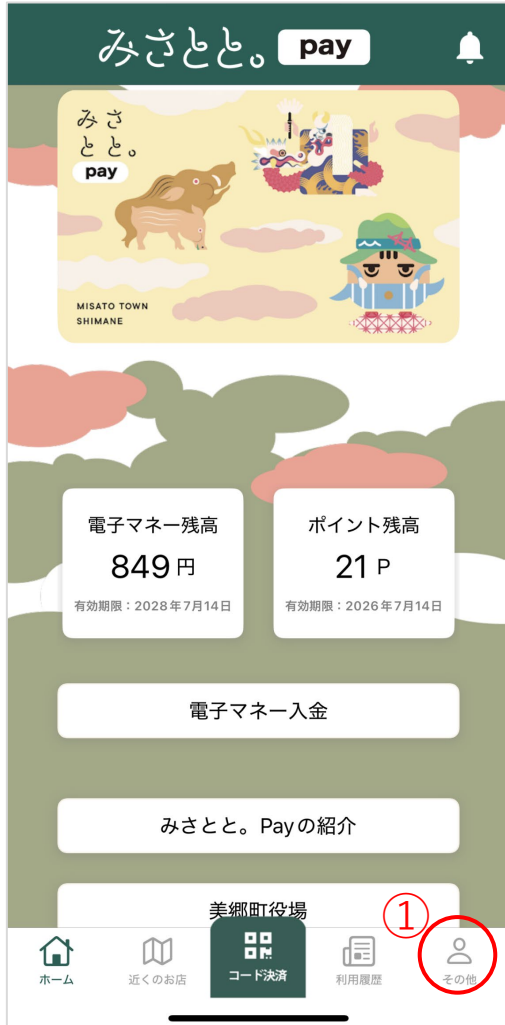 みさとと。 pay
みさ
とと。
pay
MISATO TOWN
SHIMANE
電子マネー残高
849 円
有効期限：2028年7月14日
ポイント残高
21 P
有効期限：2026年7月14日
電子マネー入金
みさとと。Payの紹介
美郷町役場
①
ホーム
近くのお店
コード決済
利用履歴
その他